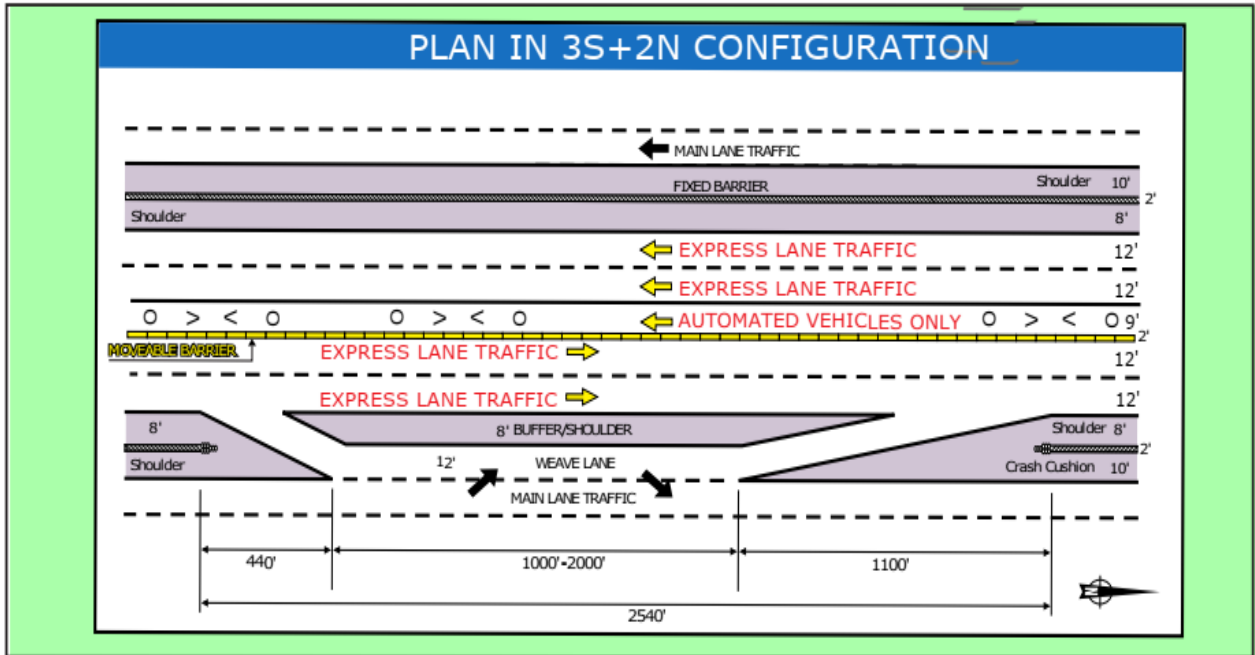 PLAN IN 3S+2N CONFIGURATION
MAIN LANE TRAFFIC
FIXED BARRIER
Shoulder 10'
2'
Shoulder
8'
EXPRESS LANE TRAFFIC 12'
EXPRESS LANE TRAFFIC 12'
O > < O O > < O AUTOMATED VEHICLES ONLY O > < O 9'
2'
MOVEABLE BARRIER
EXPRESS LANE TRAFFIC 12'
EXPRESS LANE TRAFFIC 12'
8' 8' BUFFER/SHOULDER Shoulder 8'
2'
Shoulder 12' WEAVE LANE Crash Cushion 10'
MAIN LANE TRAFFIC
440' 1000'-2000' 1100'
2540'